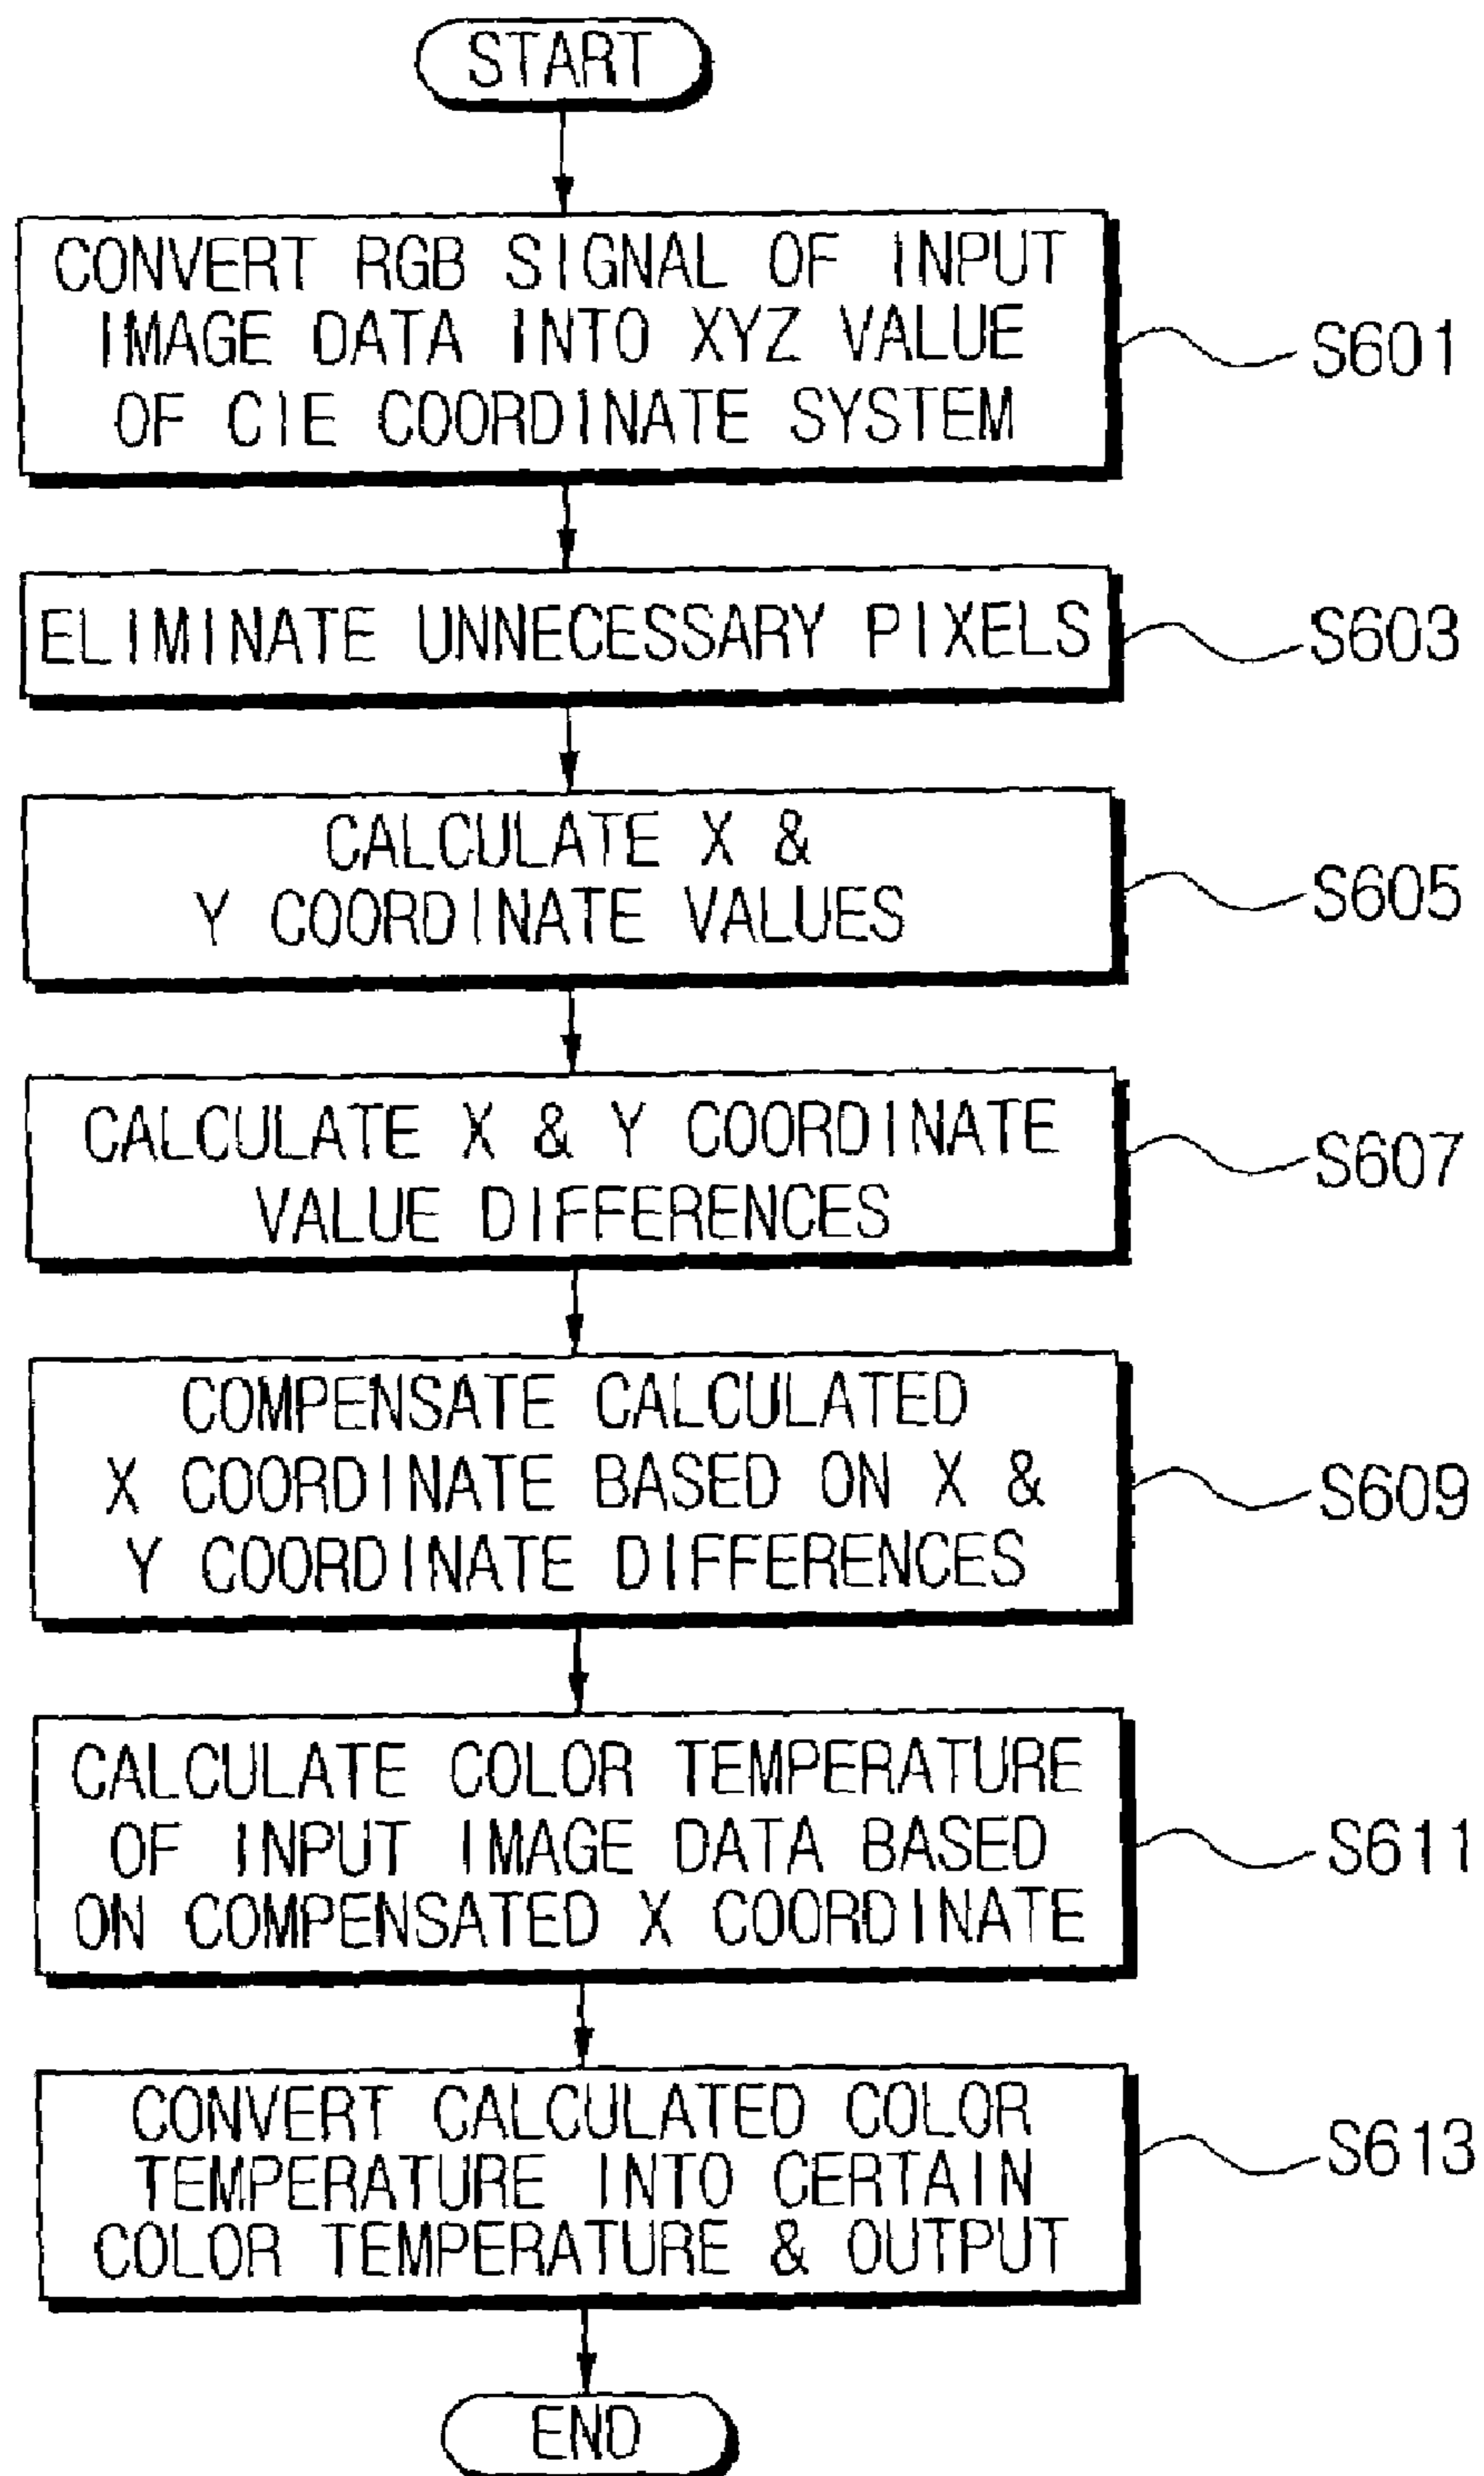 START
CONVERT RGB SIGNAL OF INPUT
IMAGE DATA INTO XYZ VALUE
OF CIE COORDINATE SYSTEM
S601
ELIMINATE UNNECESSARY PIXELS
S603
CALCULATE X &
Y COORDINATE VALUES
S605
CALCULATE X & Y COORDINATE
VALUE DIFFERENCES
S607
COMPENSATE CALCULATED
X COORDINATE BASED ON X &
Y COORDINATE DIFFERENCES
S609
CALCULATE COLOR TEMPERATURE
OF INPUT IMAGE DATA BASED
ON COMPENSATED X COORDINATE
S611
CONVERT CALCULATED COLOR
TEMPERATURE INTO CERTAIN
COLOR TEMPERATURE & OUTPUT
S613
END